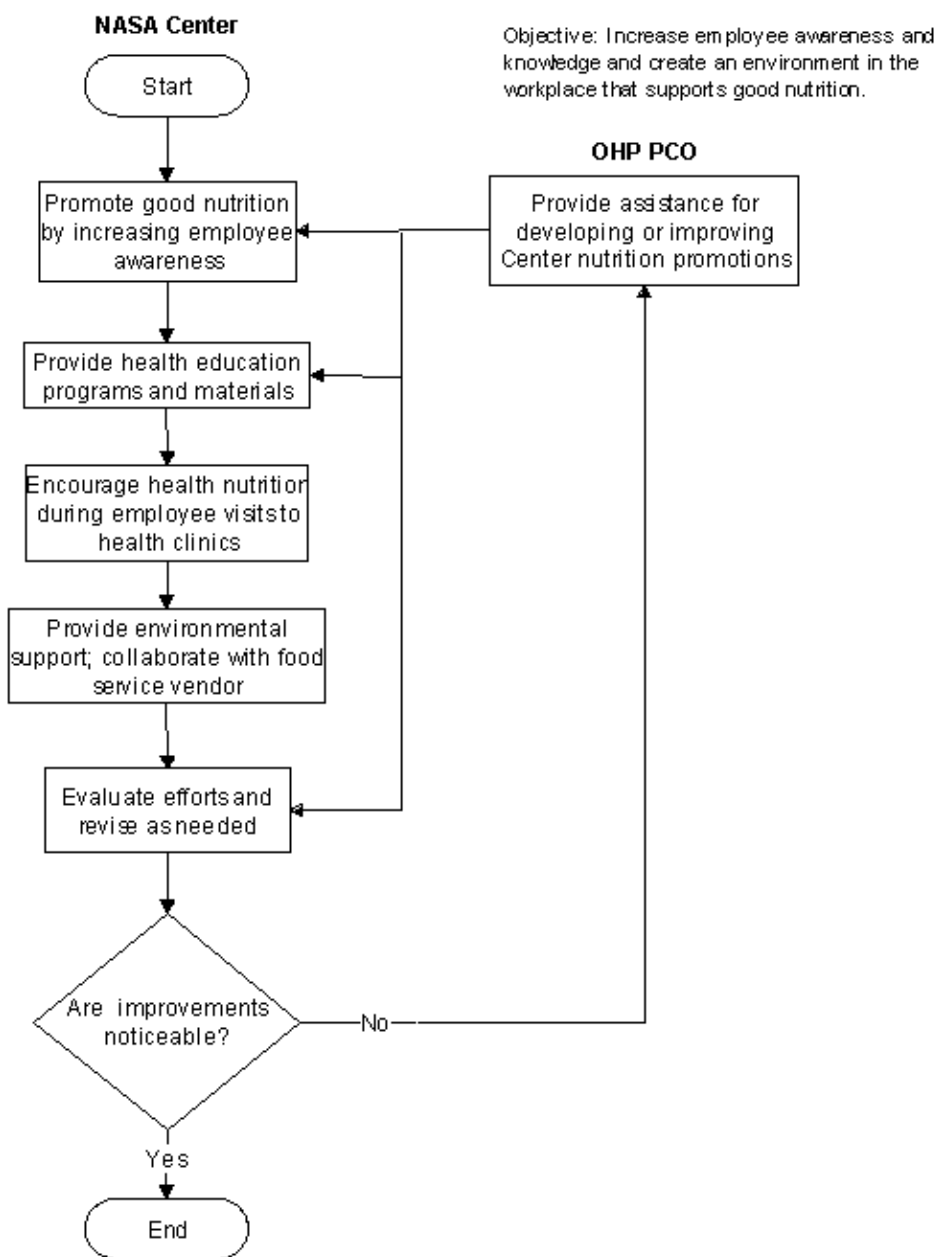 NASA Center
Start
Objective: Increase employee awareness and
knowledge and create an environment in the
workplace that supports good nutrition.
OHP PCO
Promote good nutrition
by increasing employee
awareness
Provide assistance for
developing or improving
Center nutrition promotions
Provide health education
programs and materials
Encourage health nutrition
during employee visits to
health clinics
Provide environmental
support; collaborate with food
service vendor
Evaluate efforts and
revise as needed
Are improvements
noticeable?
No
Yes
End